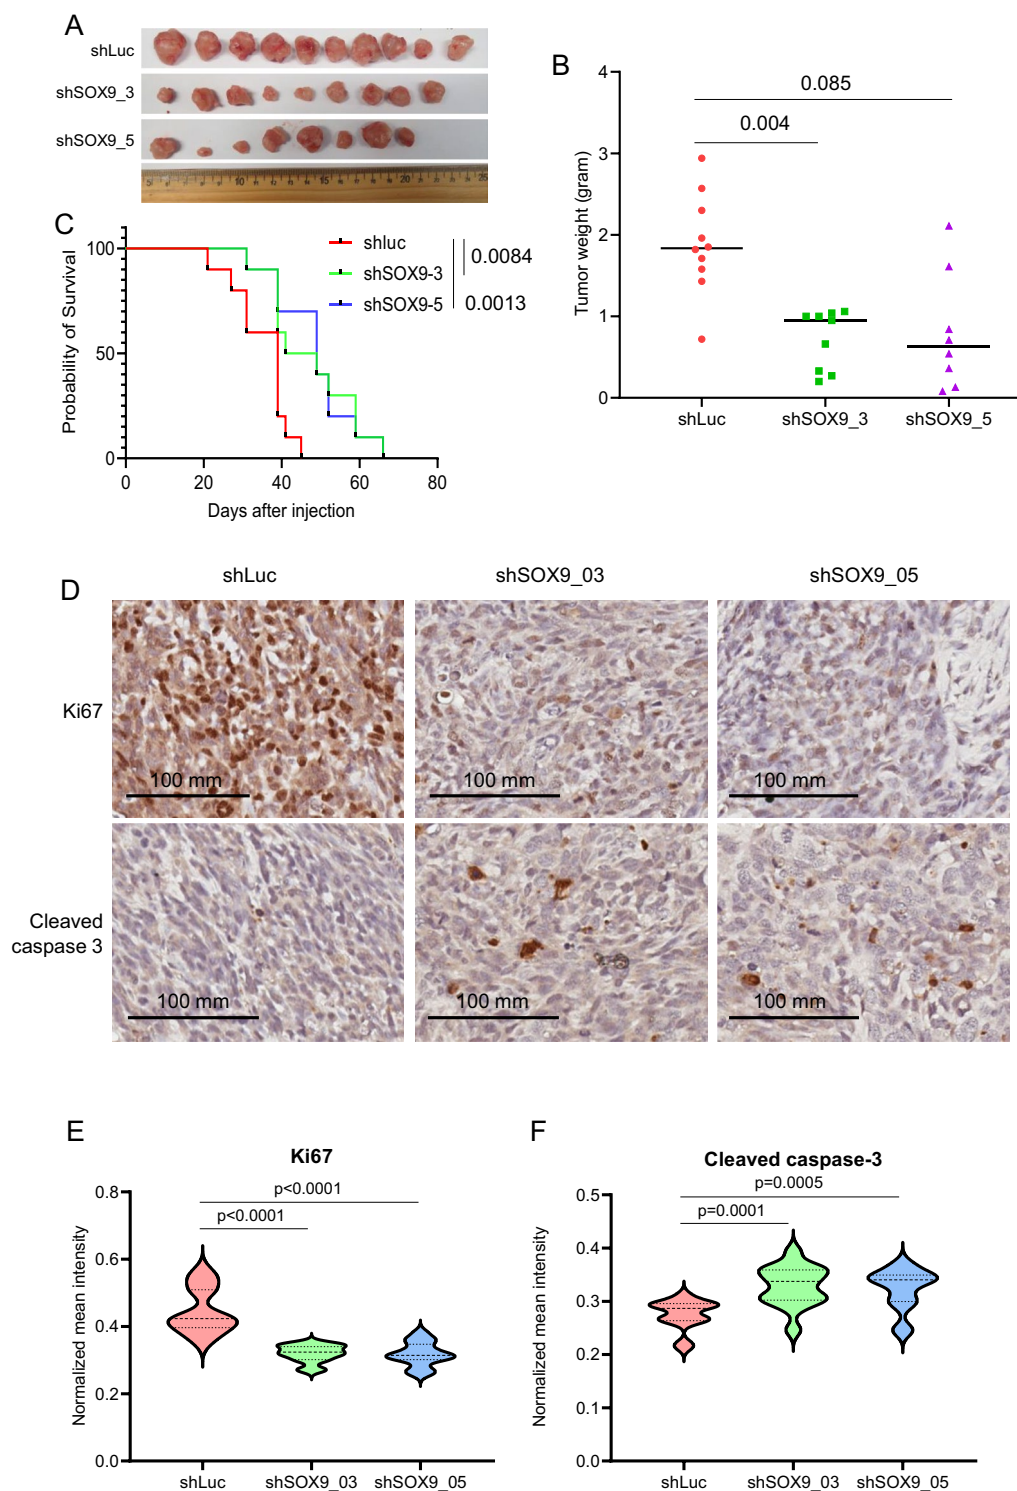 A
shLuc
shSOX9_3
shSOX9_5
10
15
20
B
4
3
2
1
0
Tumor weight (gram)
0.085
0.004
shLuc
shSOX9_3
shSOX9_5
C
100
50
0
Probability of Survival
shluc
shSOX9-3
shSOX9-5
0.0084
0.0013
0
20
40
60
80
Days after injection
D
shLuc
shSOX9_03
shSOX9_05
Ki67
100 mm
100 mm
100 mm
Cleaved
caspase 3
100 mm
100 mm
100 mm
E
Ki67
p<0.0001
p<0.0001
0.8
0.6
0.4
0.2
0.0
Normalized mean intensity
shLuc
shSOX9_03
shSOX9_05
F
Cleaved caspase-3
p=0.0005
p=0.0001
0.5
0.4
0.3
0.2
0.1
0.0
Normalized mean intensity
shLuc
shSOX9_03
shSOX9_05